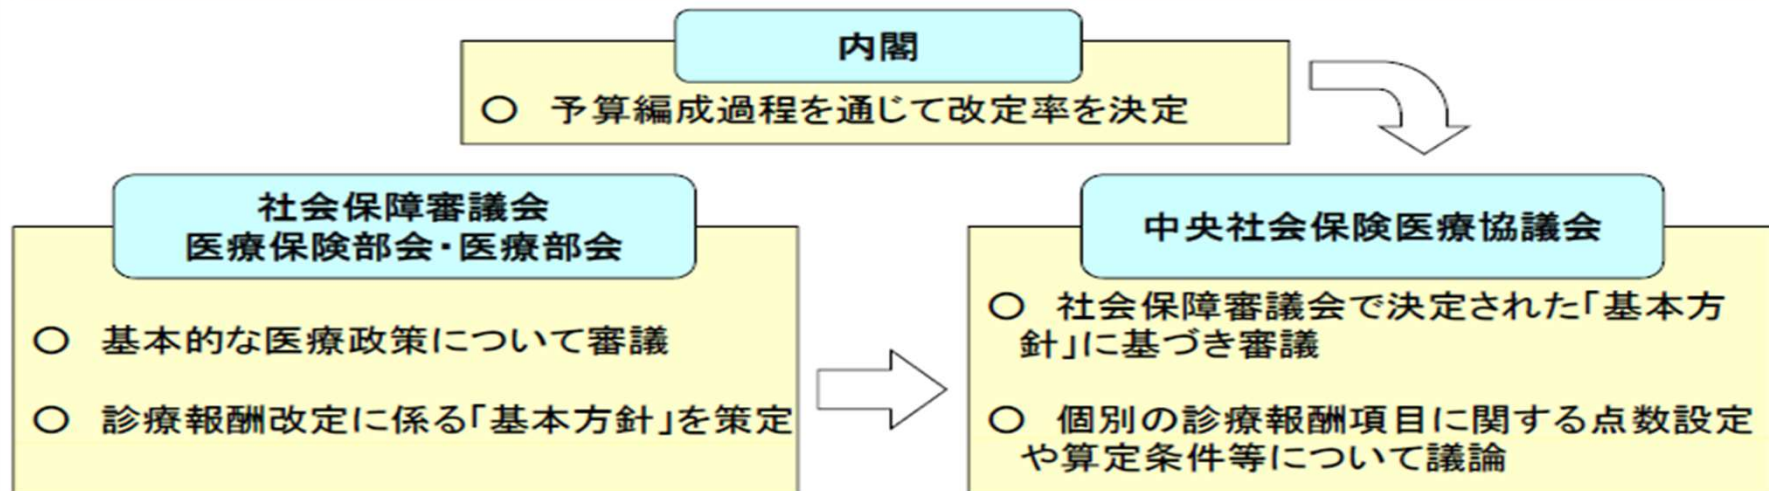 内閣
○ 予算編成過程を通じて改定率を決定
社会保障審議会
医療保険部会・医療部会
○ 基本的な医療政策について審議
○ 診療報酬改定に係る「基本方針」を策定
中央社会保険医療協議会
○ 社会保障審議会で決定された「基本方
針」に基づき審議
○ 個別の診療報酬項目に関する点数設定
や算定条件等について議論